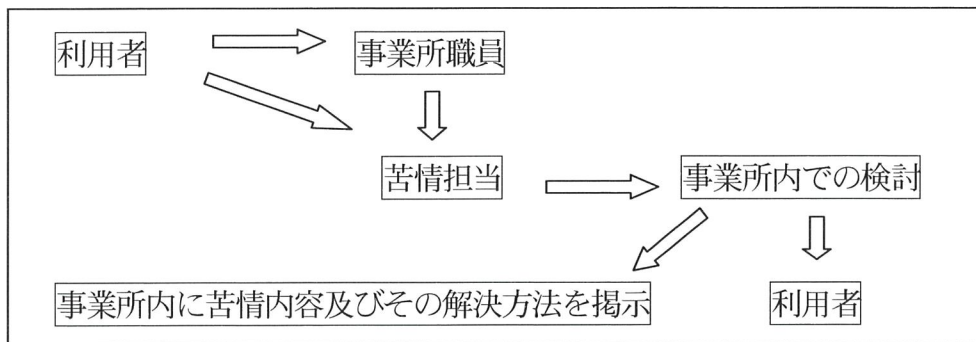 利用者
事業所職員
苦情担当
事業所内での検討
事業所内に苦情内容及びその解決方法を掲示
利用者